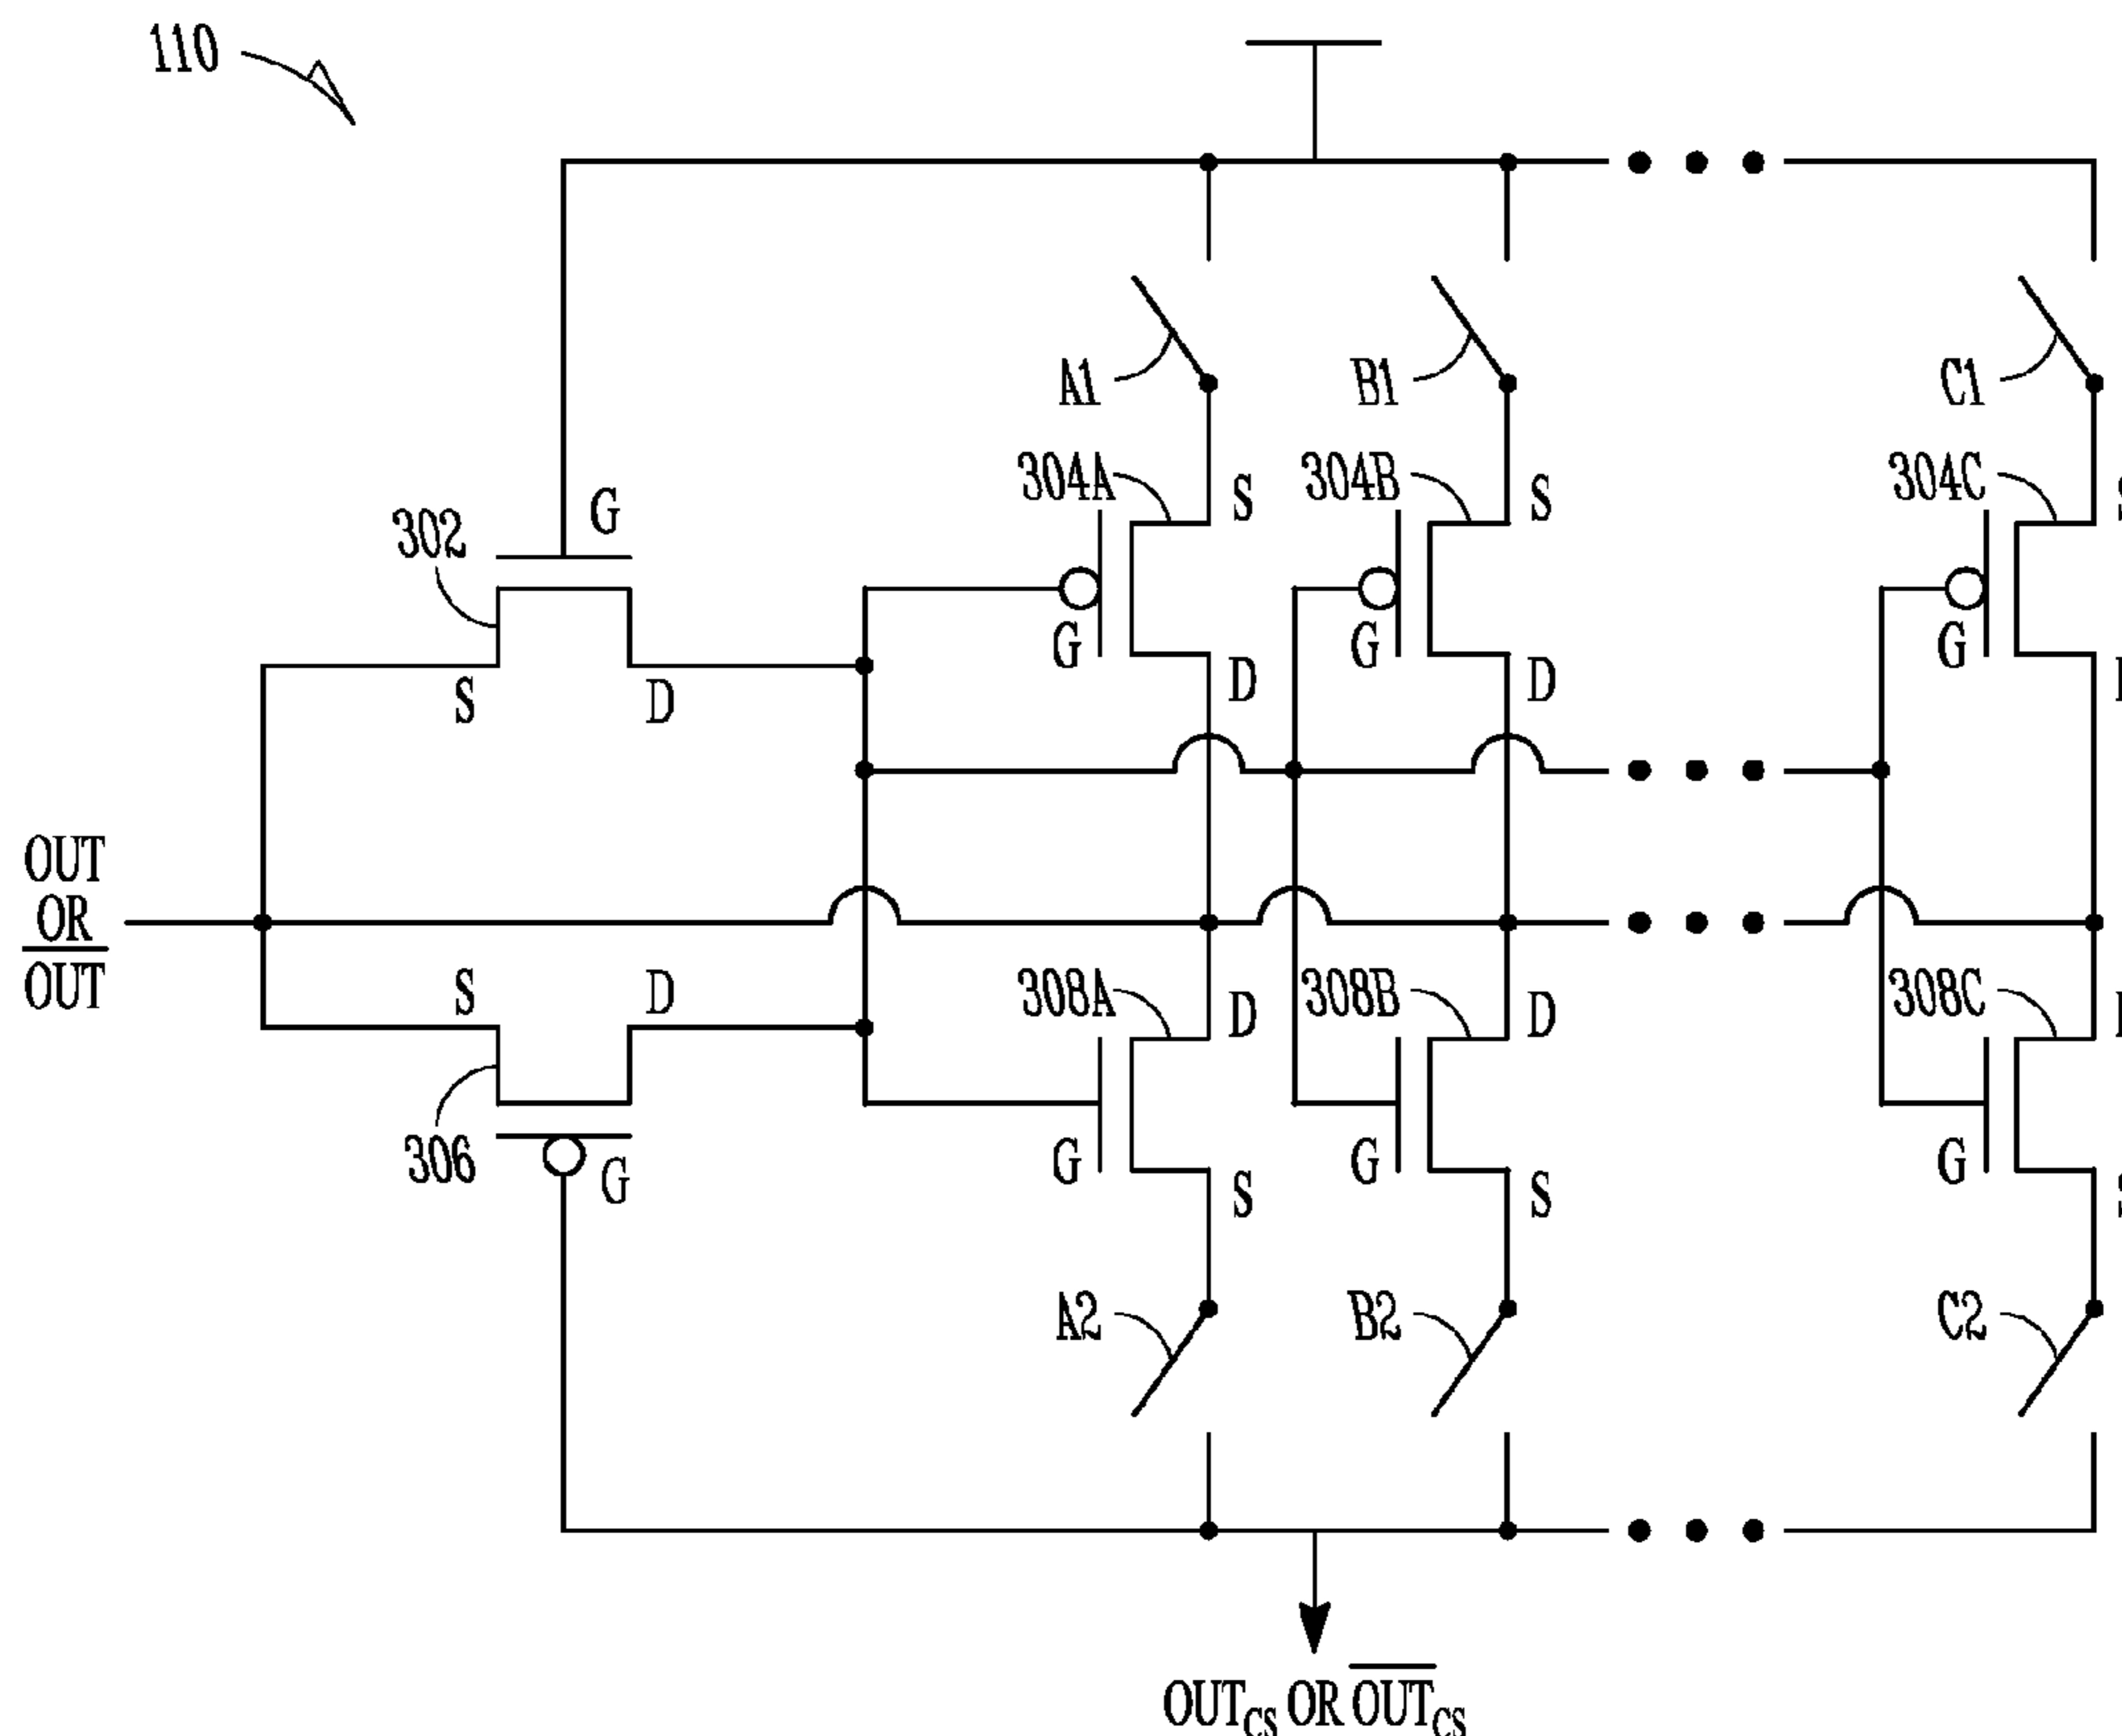 110
A1 B1 C1
304A S 304B S 304C S
302 G
G G G
S D D D
OUT
OR
OUT
S D 308A D 308B D 308C
306 G G G G
S S S
A2 B2 C2
OUTCS OR OUTCS